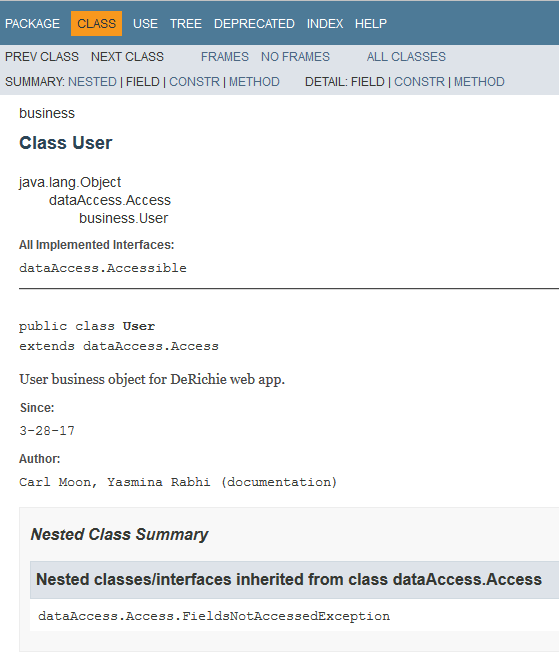 PACKAGE CLASS USE TREE DEPRECATED INDEX HELP
PREV CLASS NEXT CLASS FRAMES NO FRAMES ALL CLASSES
SUMMARY: NESTED | FIELD | CONSTR | METHOD DETAIL: FIELD | CONSTR | METHOD
business
Class User
java.lang.Object
dataAccess.Access
business.User
All Implemented Interfaces:
dataAccess.Accessible
public class User
extends dataAccess.Access
User business object for DeRichie web app.
Since:
3-28-17
Author:
Carl Moon, Yasmina Rabhi (documentation)
Nested Class Summary
Nested classes/interfaces inherited from class dataAccess.Access
dataAccess.Access.FieldsNotAccessedException